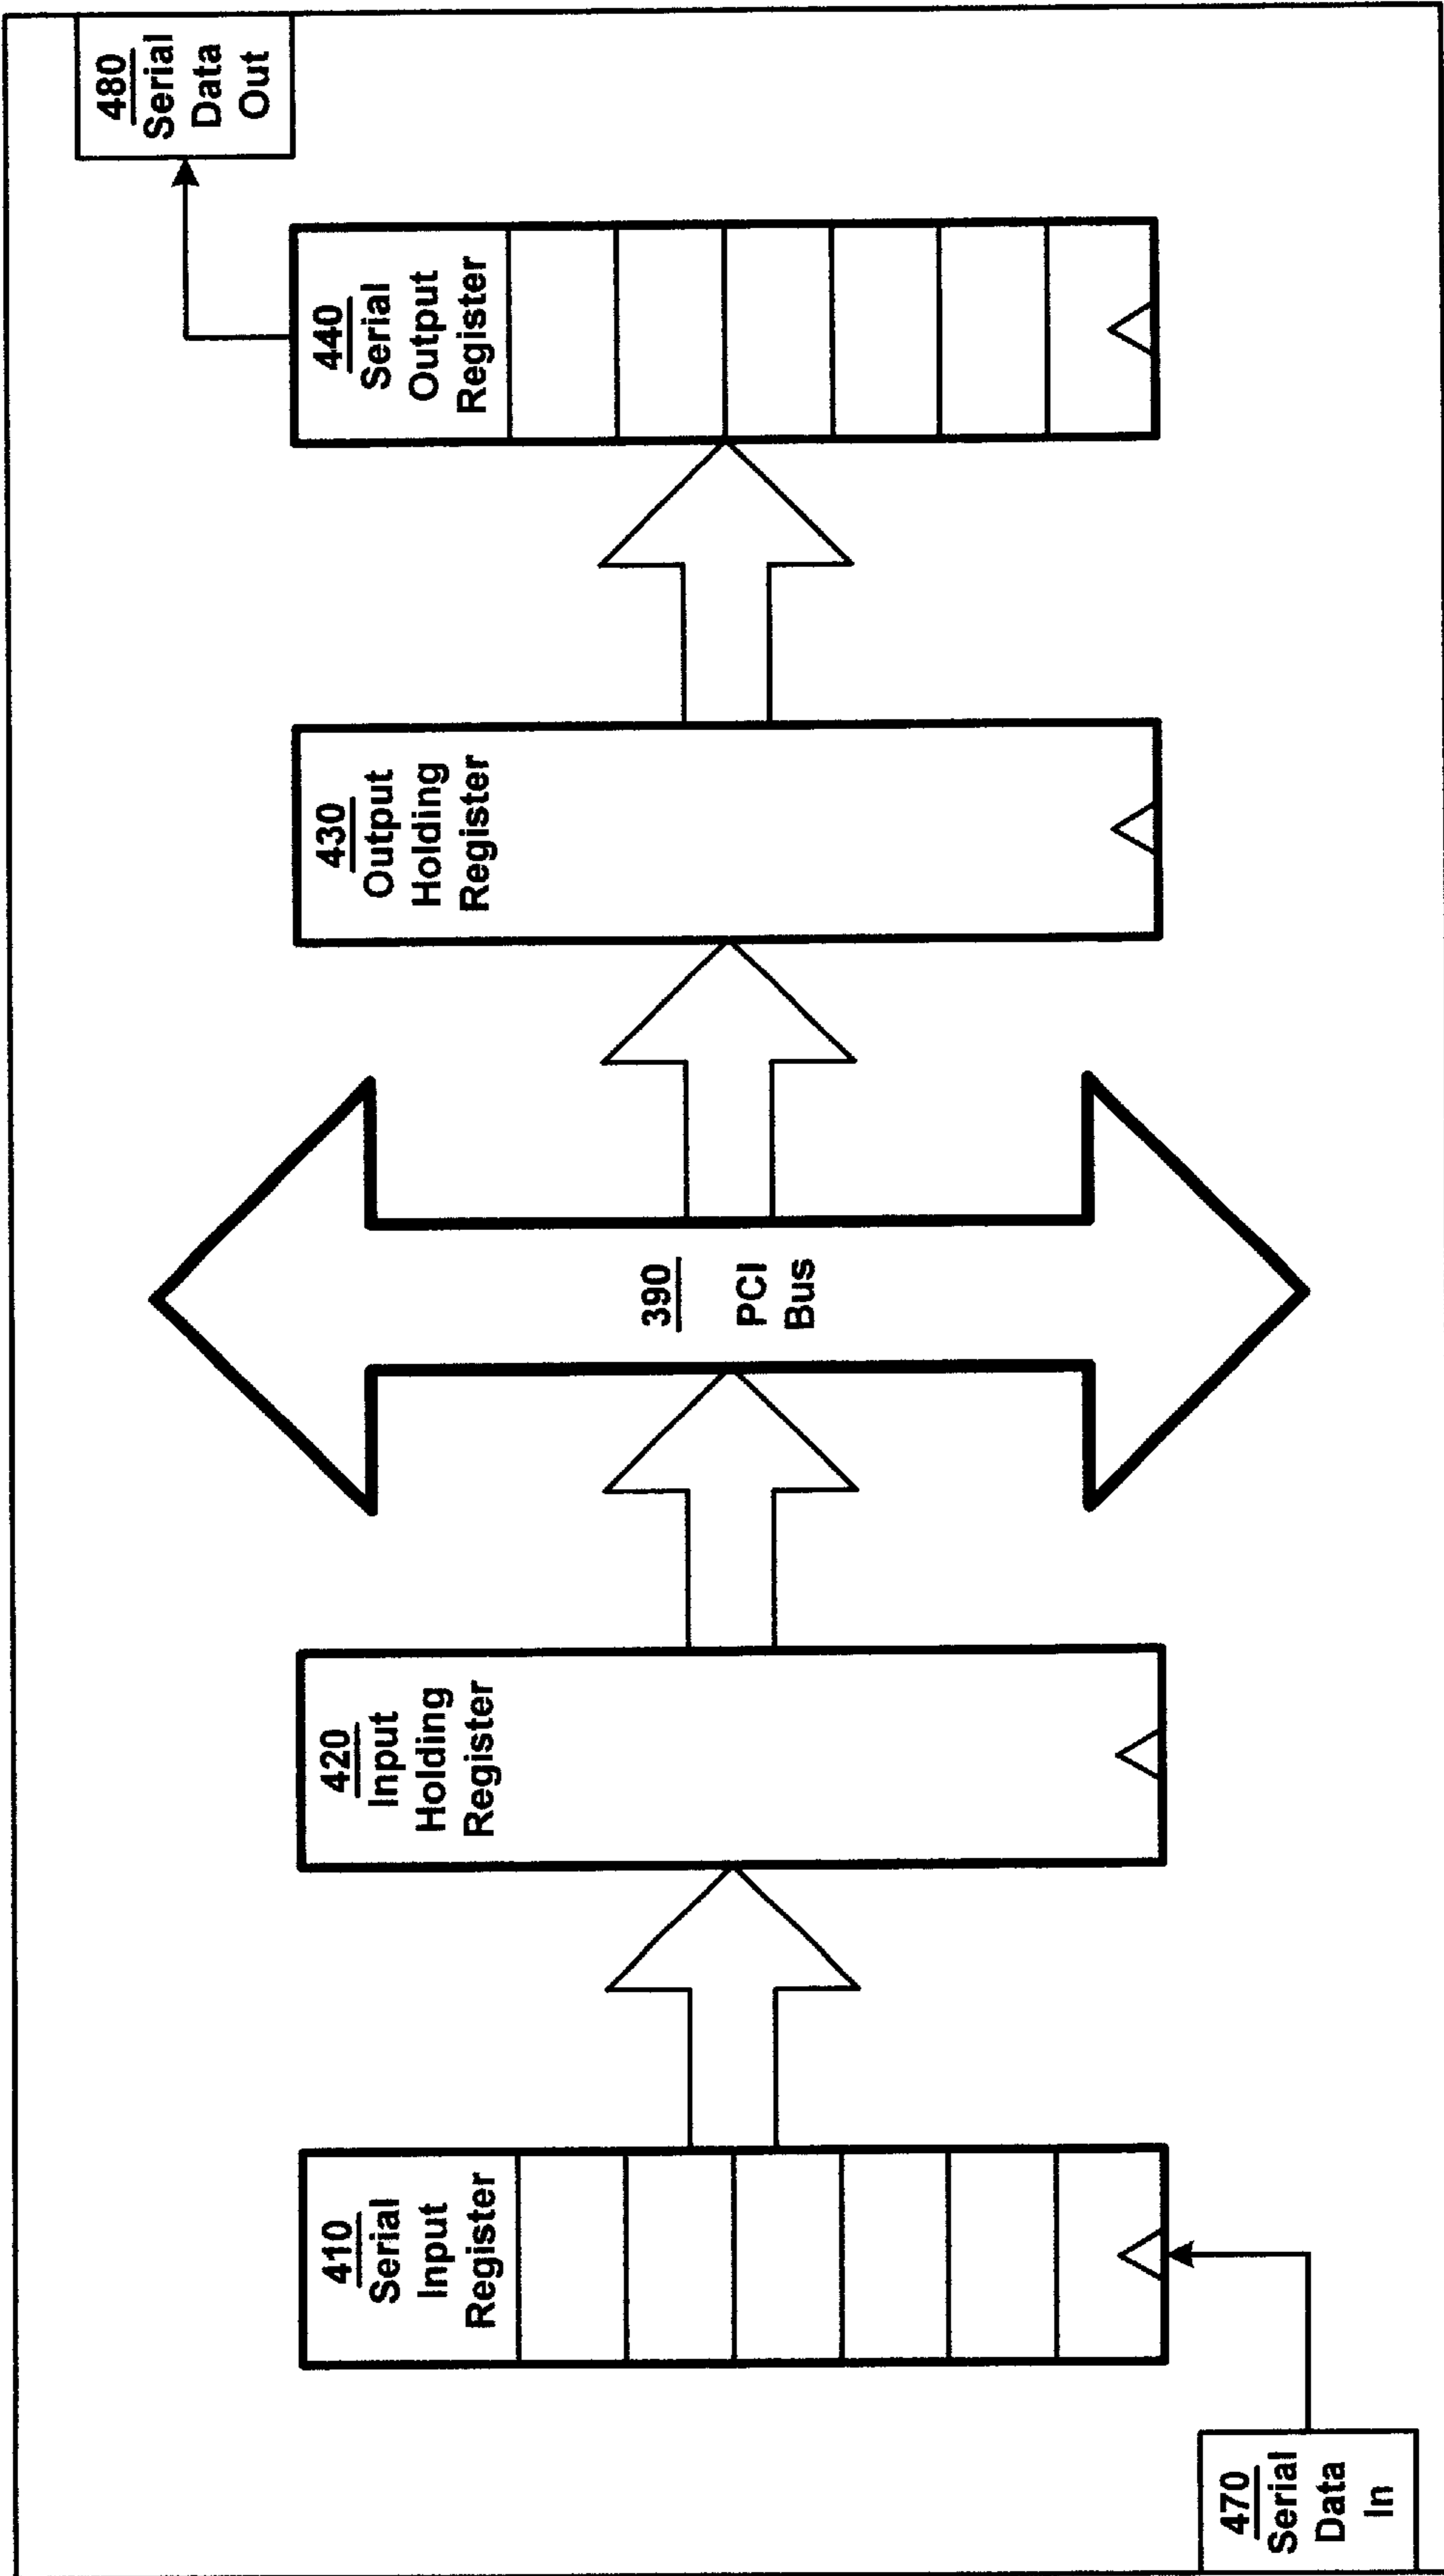 470
Serial
Data
In
410
Serial
Input
Register
420
Input
Holding
Register
390
PCI
Bus
430
Output
Holding
Register
440
Serial
Output
Register
480
Serial
Data
Out